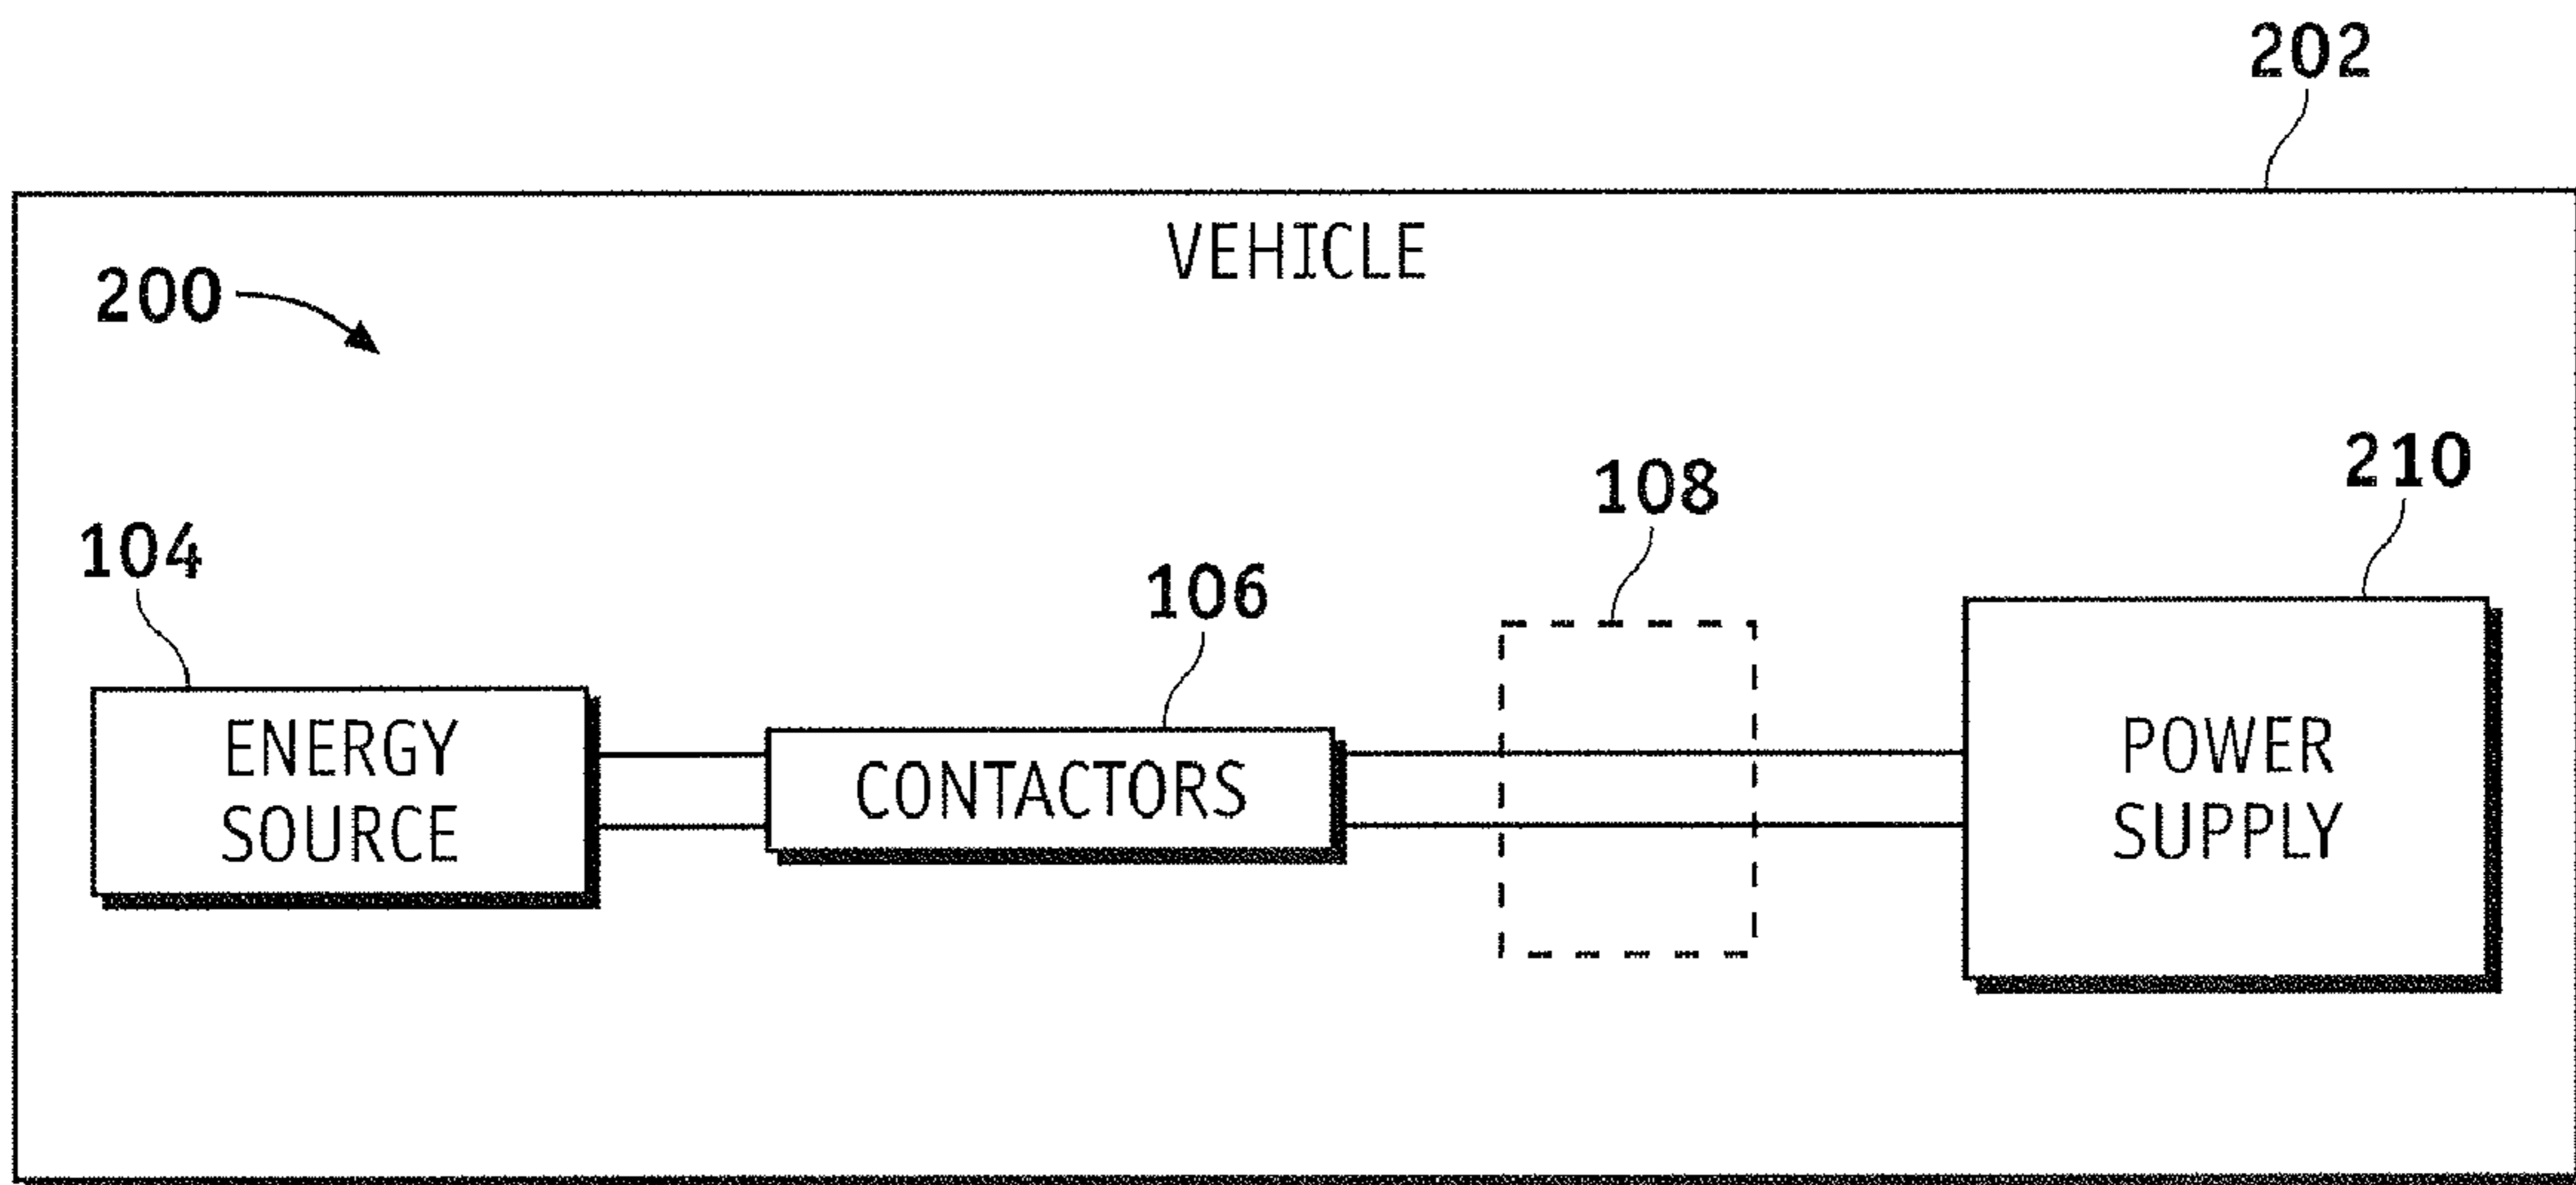 202
VEHICLE
200
210
108
104
106
ENERGY
SOURCE
CONTACTORS
POWER
SUPPLY